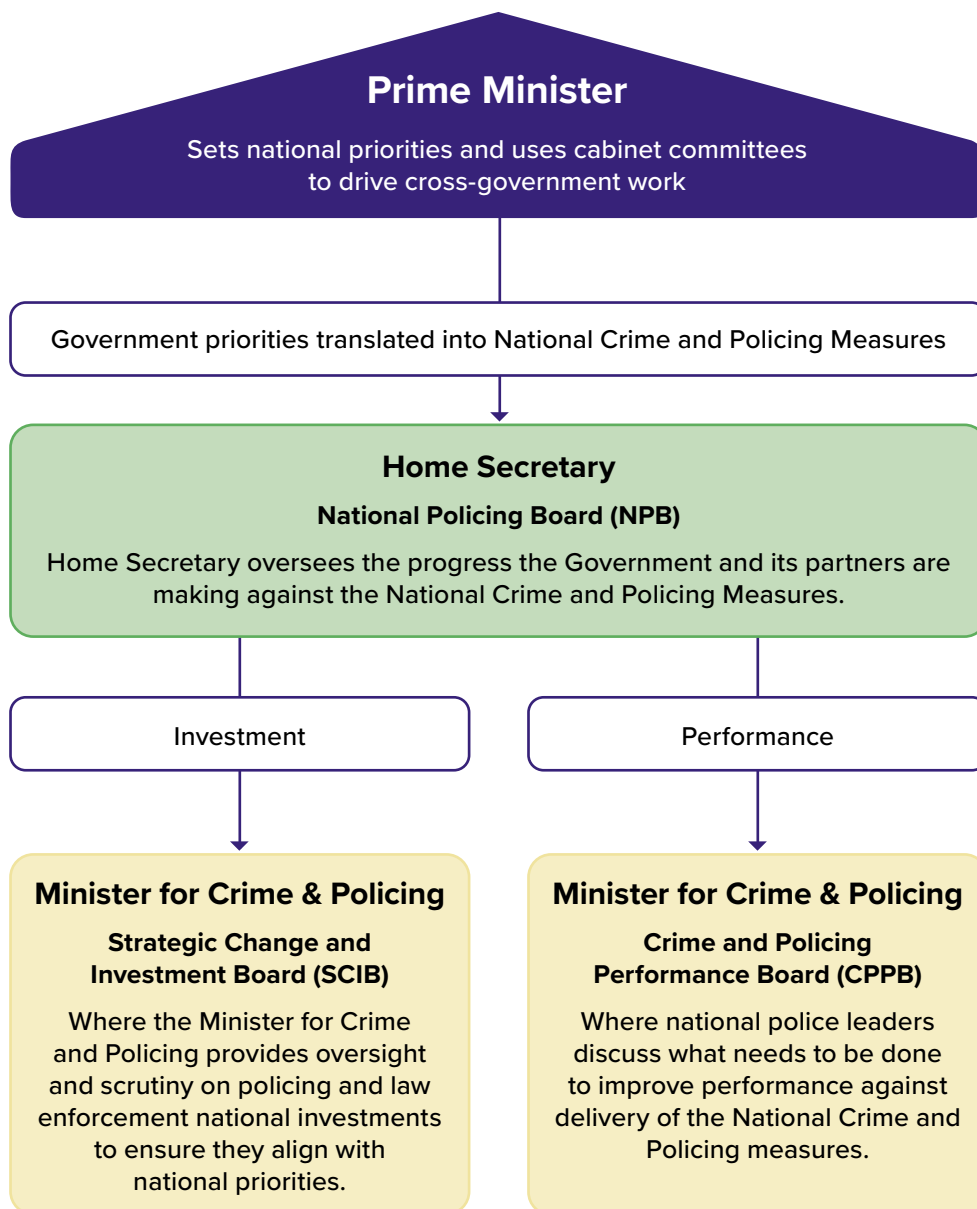 Prime Minister
Sets national priorities and uses cabinet committees
to drive cross-government work
Government priorities translated into National Crime and Policing Measures
Home Secretary
National Policing Board (NPB)
Home Secretary oversees the progress the Government and its partners are
making against the National Crime and Policing Measures.
Investment
Performance
Minister for Crime & Policing
Strategic Change and
Investment Board (SCIB)
Where the Minister for Crime
and Policing provides oversight
and scrutiny on policing and law
enforcement national investments
to ensure they align with
national priorities.
Minister for Crime & Policing
Crime and Policing
Performance Board (CPPB)
Where national police leaders
discuss what needs to be done
to improve performance against
delivery of the National Crime and
Policing measures.